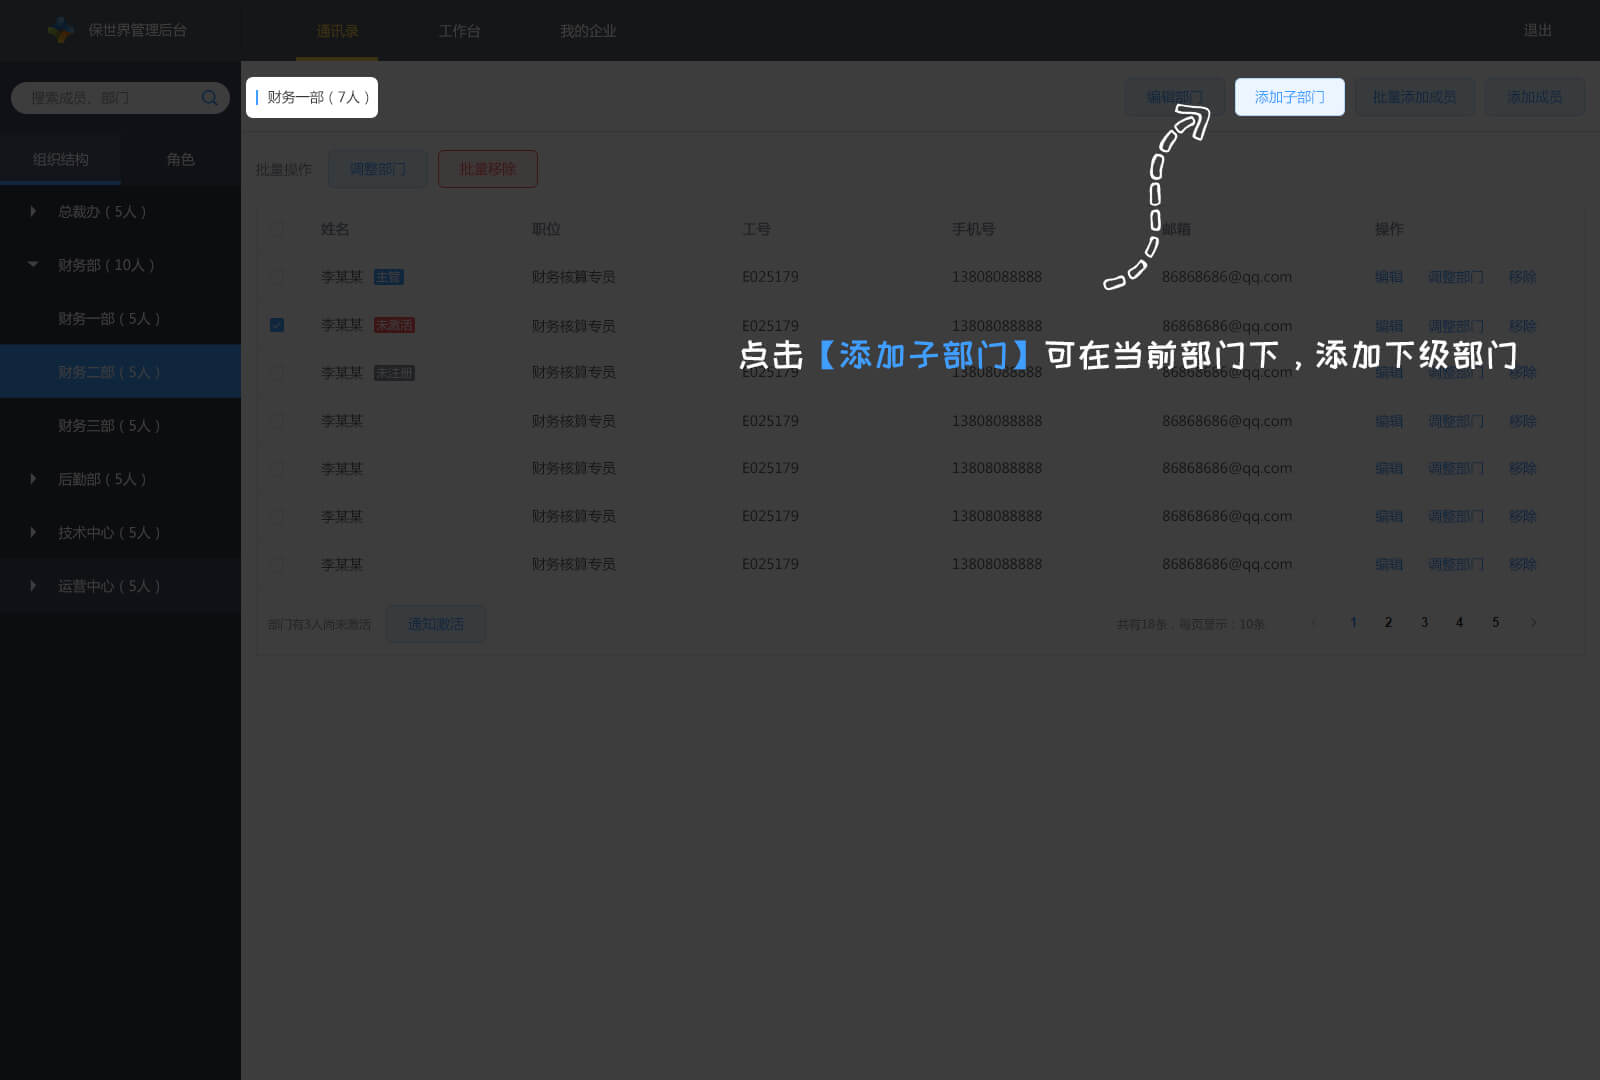 保世界管理后台 通讯录 工作台 我的企业 退出
搜索成员、部门
财务一部（7人） 编辑部门 添加子部门 批量添加成员 添加成员
组织结构 角色
批量操作 调整部门 批量移除
总裁办（5人）
财务部（10人）
财务一部（5人）
财务二部（5人）
财务三部（5人）
后勤部（5人）
技术中心（5人）
运营中心（5人）
姓名 职位 工号 手机号 邮箱 操作
李某某 主管 财务核算专员 E025179 13808088888 86868686@qq.com 编辑 调整部门 移除
李某某 未激活 财务核算专员 E025179 13808088888 86868686@qq.com 编辑 调整部门 移除
点击【添加子部门】可在当前部门下，添加下级部门
李某某 未注册 财务核算专员 E025179 13808088888 86868686@qq.com 编辑 调整部门 移除
李某某 财务核算专员 E025179 13808088888 86868686@qq.com 编辑 调整部门 移除
李某某 财务核算专员 E025179 13808088888 86868686@qq.com 编辑 调整部门 移除
李某某 财务核算专员 E025179 13808088888 86868686@qq.com 编辑 调整部门 移除
李某某 财务核算专员 E025179 13808088888 86868686@qq.com 编辑 调整部门 移除
部门有3人尚未激活 通知激活 共有18条，每页显示：10条 1 2 3 4 5